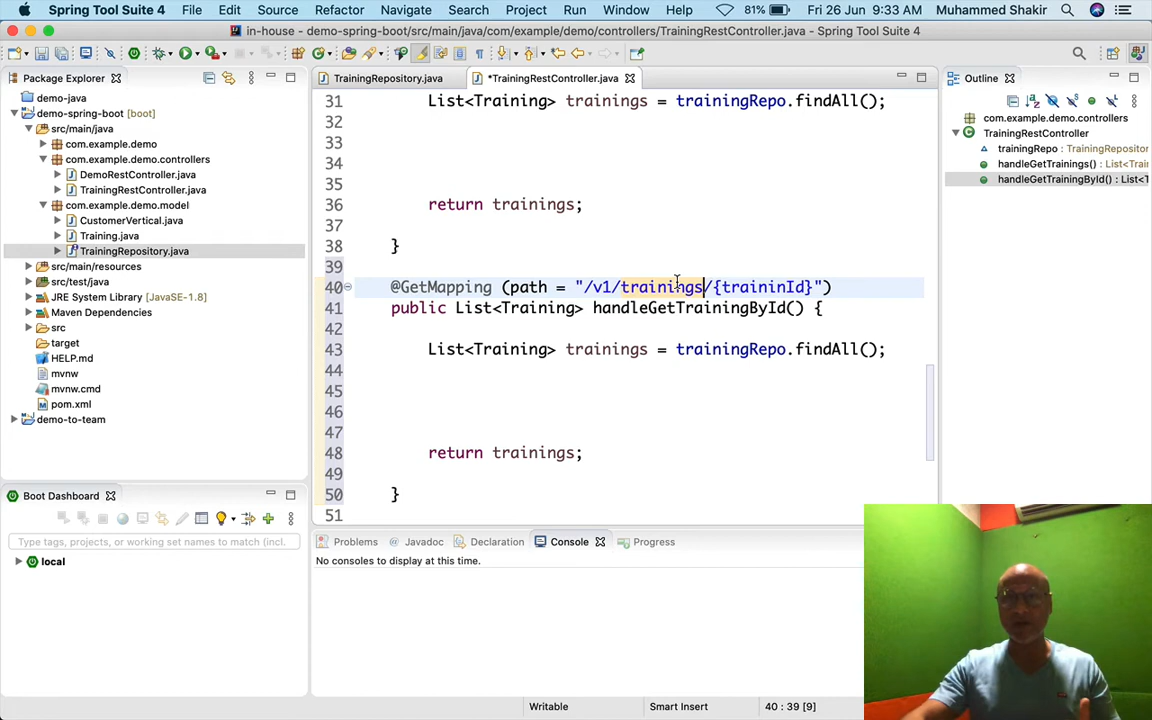 Spring Tool Suite 4 File Edit Source Refactor Navigate Search Project Run Window Help 81% Fri 26 Jun 9:33 AM Muhammed Shakir
in-house - demo-spring-boot/src/main/java/com/example/demo/controllers/TrainingRestController.java - Spring Tool Suite 4
Package Explorer
demo-java
demo-spring-boot [boot]
src/main/java
com.example.demo
com.example.demo.controllers
DemoRestController.java
TrainingRestController.java
com.example.demo.model
CustomerVertical.java
Training.java
TrainingRepository.java
src/main/resources
src/test/java
JRE System Library [JavaSE-1.8]
Maven Dependencies
src
target
HELP.md
mvnw
mvnw.cmd
pom.xml
demo-to-team
Boot Dashboard
Type tags, projects, or working set names to match (incl.
local
TrainingRepository.java *TrainingRestController.java
31 List<Training> trainings = trainingRepo.findAll();
32
33
34
35
36 return trainings;
37
38 }
39
40 @GetMapping (path = "/v1/trainings/{traininId}")
41 public List<Training> handleGetTrainingById() {
42
43 List<Training> trainings = trainingRepo.findAll();
44
45
46
47
48 return trainings;
49
50 }
51
Problems Javadoc Declaration Console Progress
No consoles to display at this time.
Writable Smart Insert 40 : 39 [9]
Outline
com.example.demo.controllers
TrainingRestController
trainingRepo : TrainingRepositor
handleGetTrainings() : List<Trai
handleGetTrainingById() : List<T